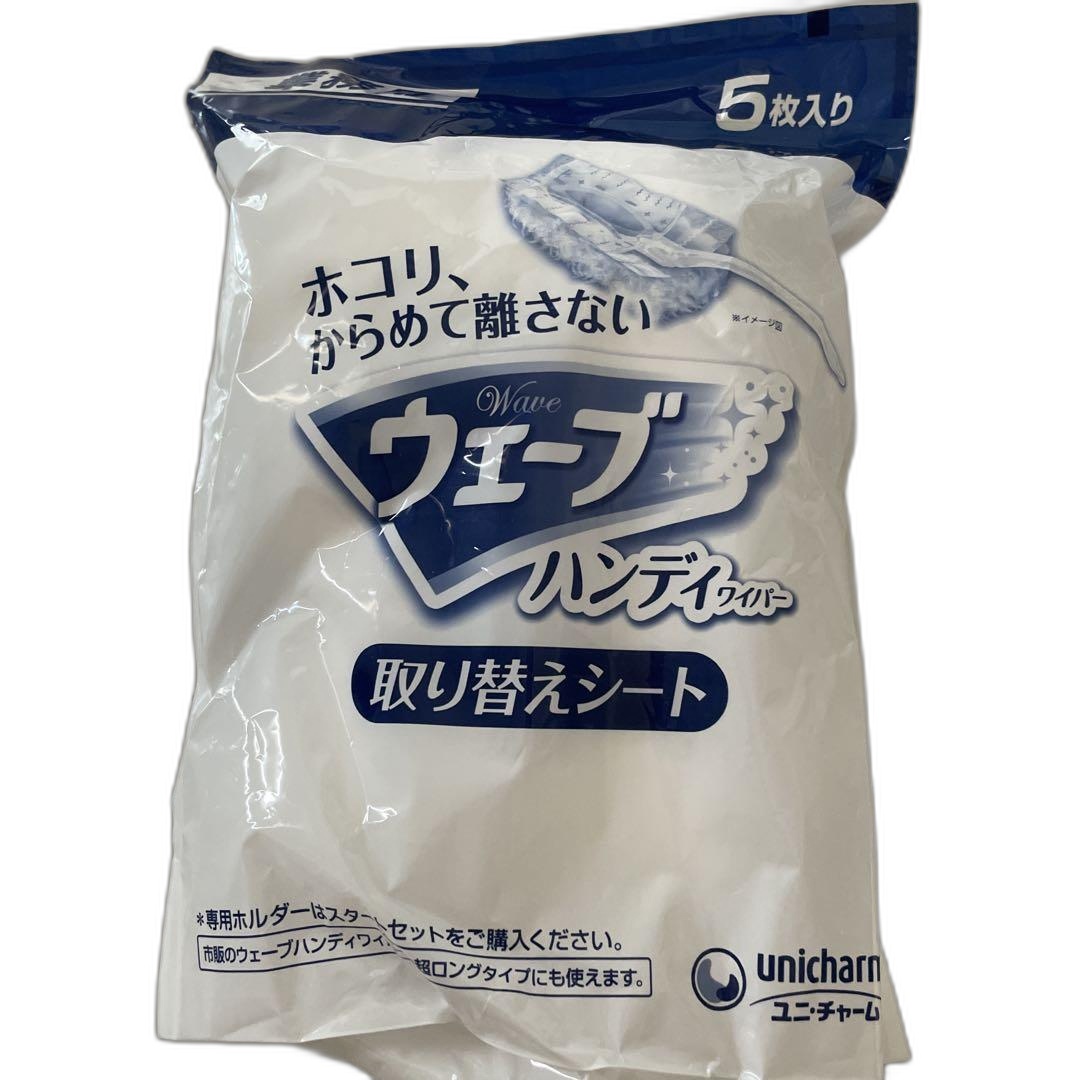 業務用
5枚入り
ホコリ、
からめて離さない
※イメージ図
Wave
ウェーブ
ハンディワイパー
取り替えシート
*専用ホルダーはスタートセットをご購入ください。
市販のウェーブハンディワイ 超ロングタイプにも使えます。
unicharm
ユニ・チャーム